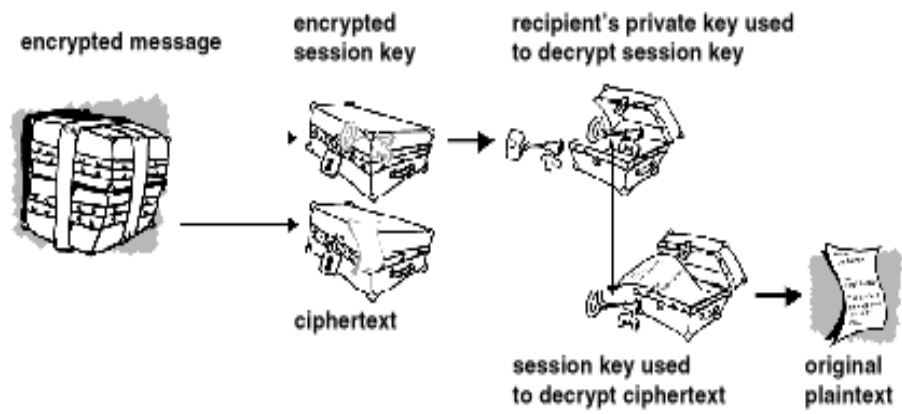 encrypted message
encrypted
session key
recipient's private key used
to decrypt session key
ciphertext
session key used
to decrypt ciphertext
original
plaintext